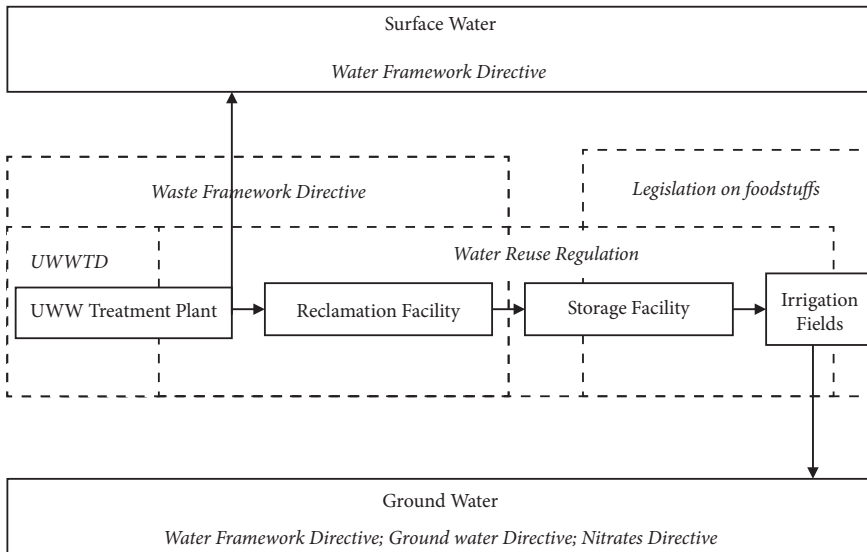 Surface Water
Water Framework Directive
Waste Framework Directive
Legislation on foodstuffs
UWWTD
Water Reuse Regulation
UWW Treatment Plant
Reclamation Facility
Storage Facility
Irrigation
Fields
Ground Water
Water Framework Directive; Ground water Directive; Nitrates Directive